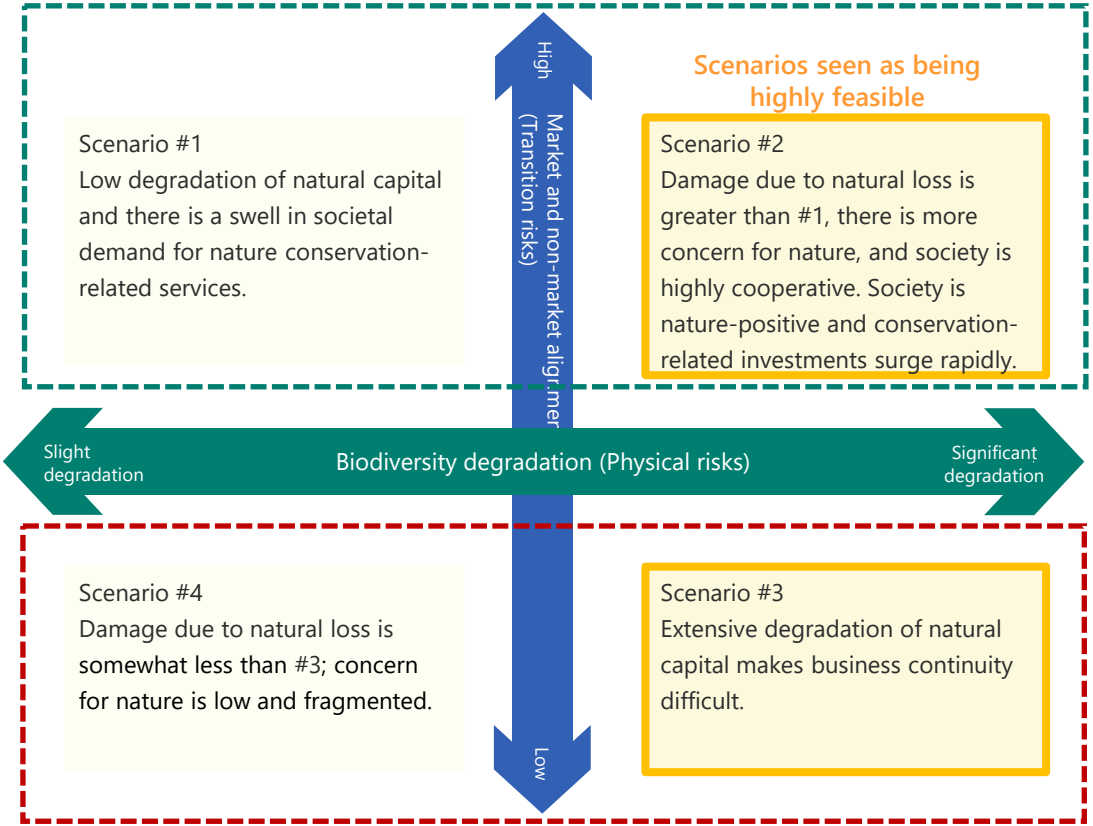 High
Market and non-market alignmen
(Transition risks)
Scenarios seen as being
highly feasible
Scenario #1
Low degradation of natural capital
and there is a swell in societal
demand for nature conservation-
related services.
Scenario #2
Damage due to natural loss is
greater than #1, there is more
concern for nature, and society is
highly cooperative. Society is
nature-positive and conservation-
related investments surge rapidly.
Slight
degradation
Biodiversity degradation (Physical risks)
Significant
degradation
Scenario #4
Damage due to natural loss is
somewhat less than #3; concern
for nature is low and fragmented.
Scenario #3
Extensive degradation of natural
capital makes business continuity
difficult.
Low